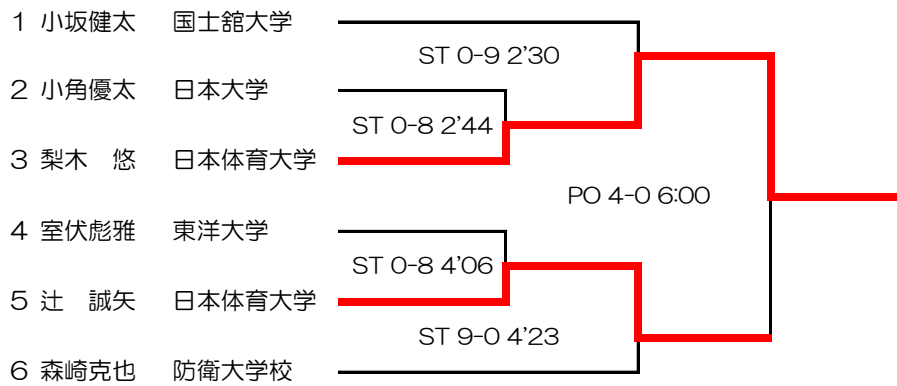 1 小坂健太 国士舘大学
ST 0-9 2'30
2 小角優太 日本大学
ST 0-8 2'44
3 梨木 悠 日本体育大学
PO 4-0 6:00
4 室伏彪雅 東洋大学
ST 0-8 4'06
5 辻 誠矢 日本体育大学
ST 9-0 4'23
6 森崎克也 防衛大学校